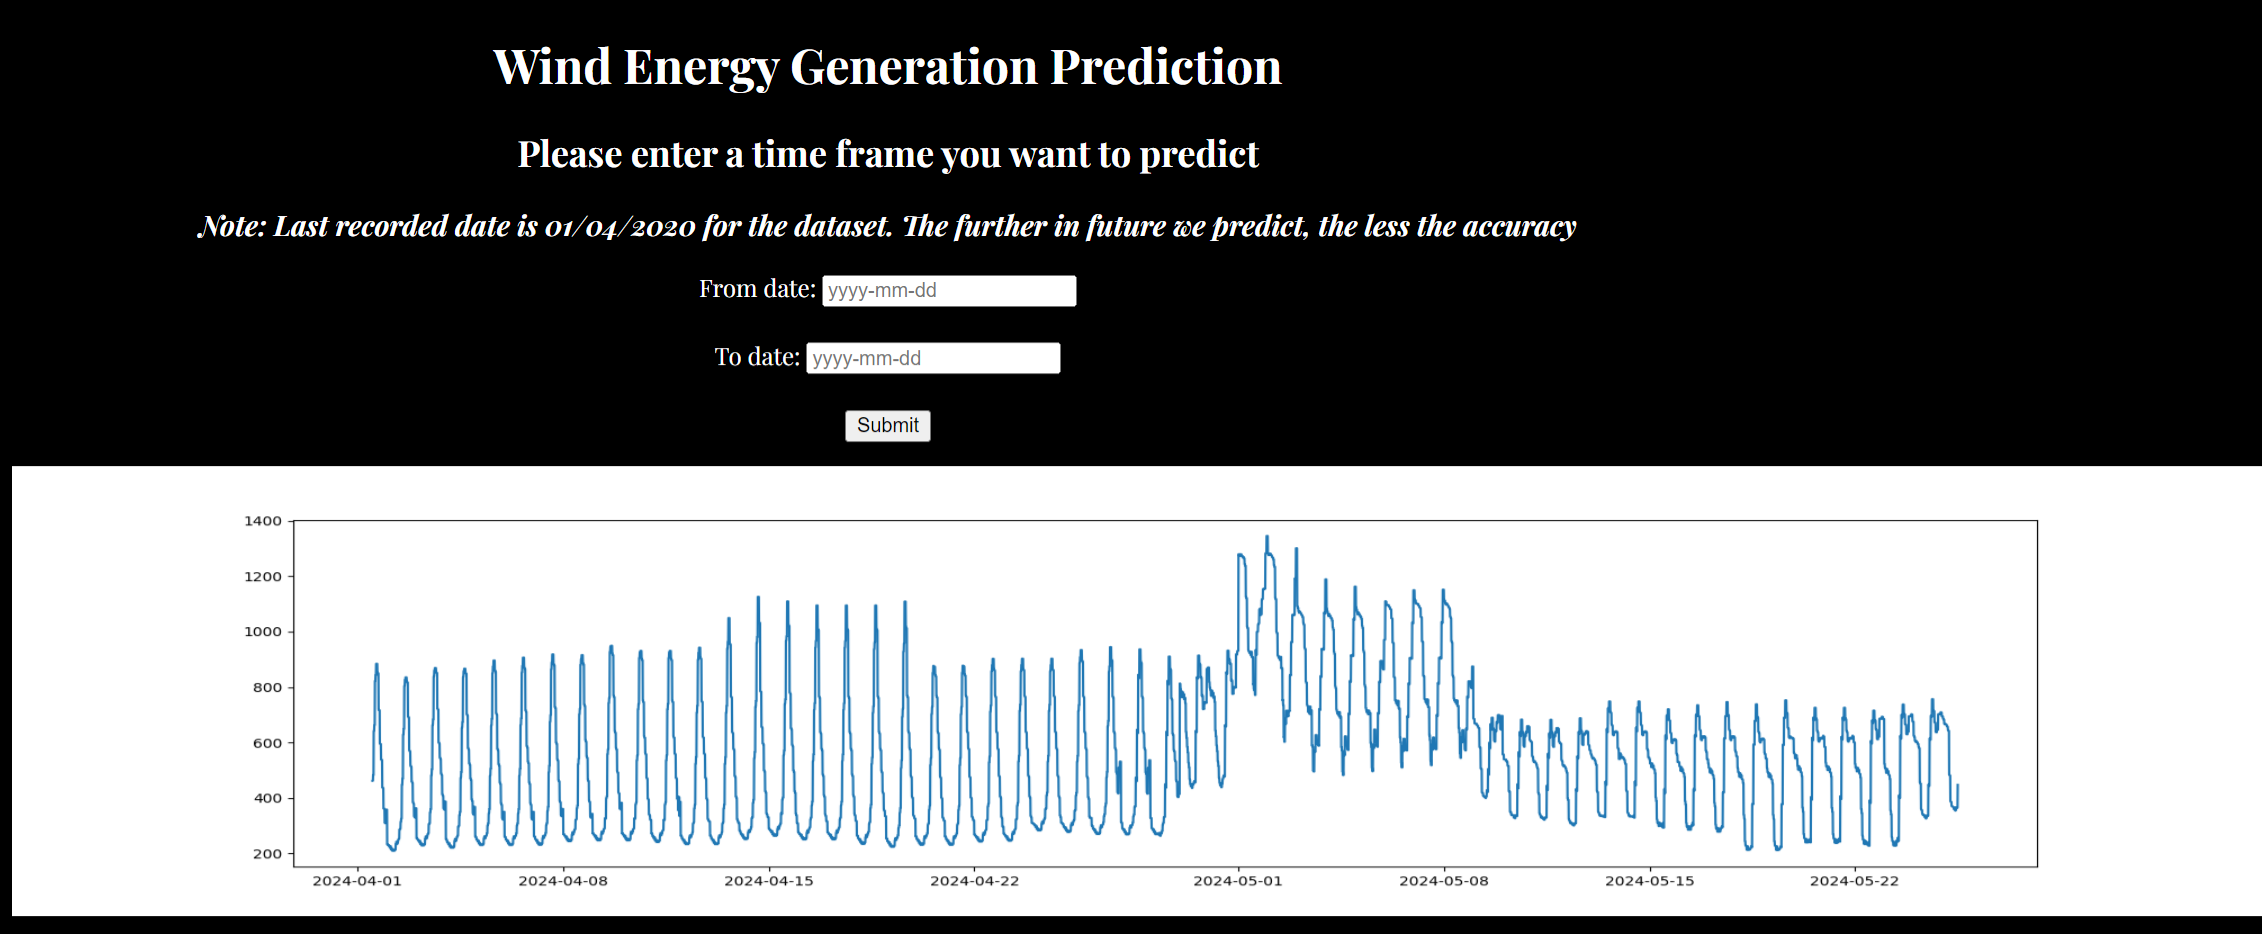 Wind Energy Generation Prediction
Please enter a time frame you want to predict
Note: Last recorded date is 01/04/2020 for the dataset. The further in future we predict, the less the accuracy
From date: yyyy-mm-dd
To date: yyyy-mm-dd
Submit
1400
1200
1000
800
600
400
200
2024-04-01 2024-04-08 2024-04-15 2024-04-22 2024-05-01 2024-05-08 2024-05-15 2024-05-22